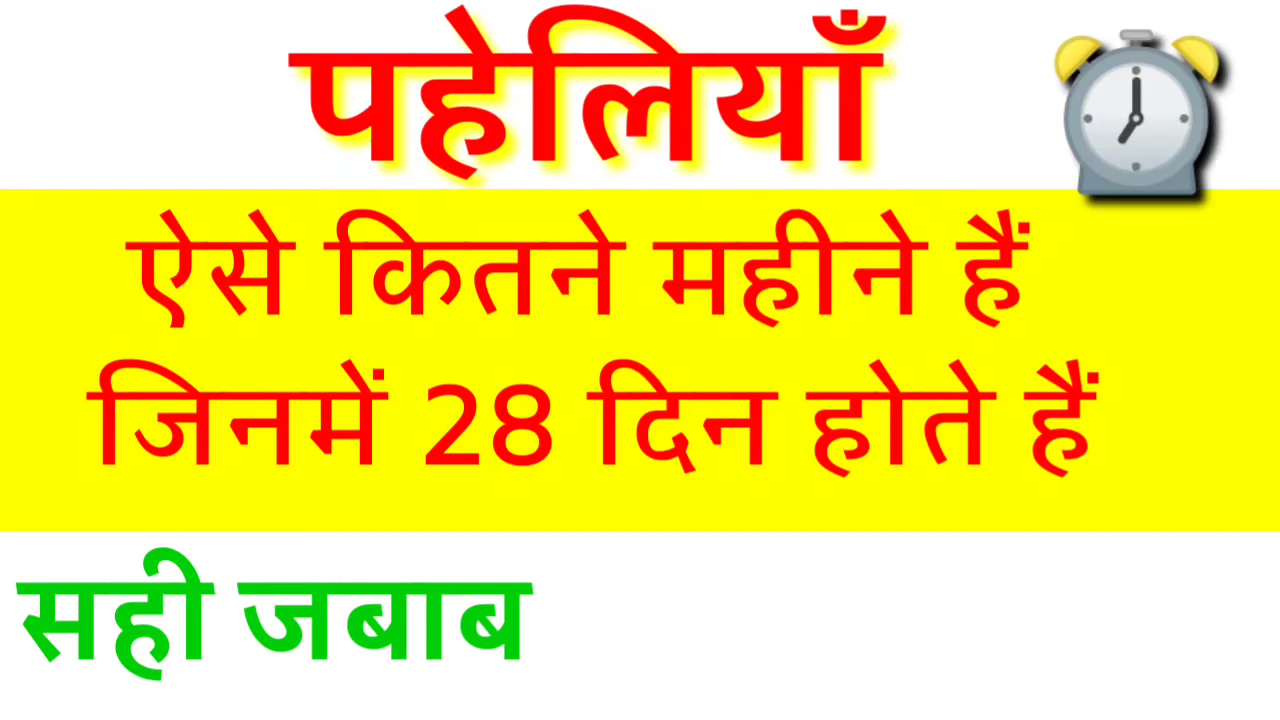 पहेलियाँ
ऐसे कितने महीने हैं
जिनमें 28 दिन होते हैं
सही जबाब